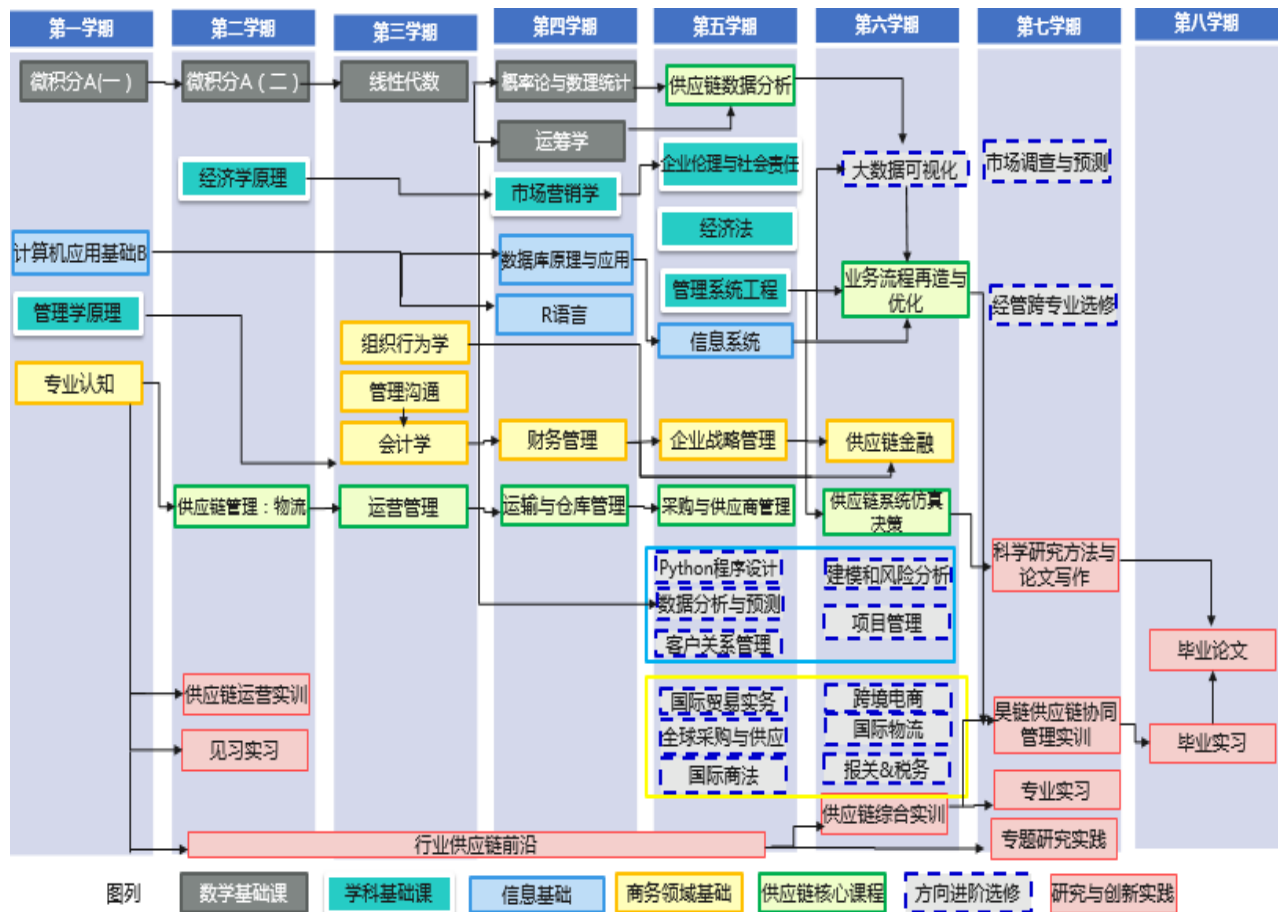 第一学期
第二学期
第三学期
第四学期
第五学期
第六学期
第七学期
第八学期
微积分A(一)
微积分A（二）
线性代数
概率论与数理统计
供应链数据分析
运筹学
经济学原理
市场营销学
企业伦理与社会责任
大数据可视化
市场调查与预测
经济法
计算机应用基础B
数据库原理与应用
管理系统工程
业务流程再造与
优化
经管跨专业选修
管理学原理
R语言
信息系统
组织行为学
专业认知
管理沟通
会计学
财务管理
企业战略管理
供应链金融
供应链管理：物流
运营管理
运输与仓库管理
采购与供应商管理
供应链系统仿真
决策
科学研究方法与
论文写作
Python程序设计
建模和风险分析
数据分析与预测
项目管理
客户关系管理
毕业论文
供应链运营实训
国际贸易实务
跨境电商
见习实习
全球采购与供应
国际物流
昊链供应链协同
管理实训
毕业实习
国际商法
报关&税务
专业实习
供应链综合实训
行业供应链前沿
专题研究实践
图列
数学基础课
学科基础课
信息基础
商务领域基础
供应链核心课程
方向进阶选修
研究与创新实践